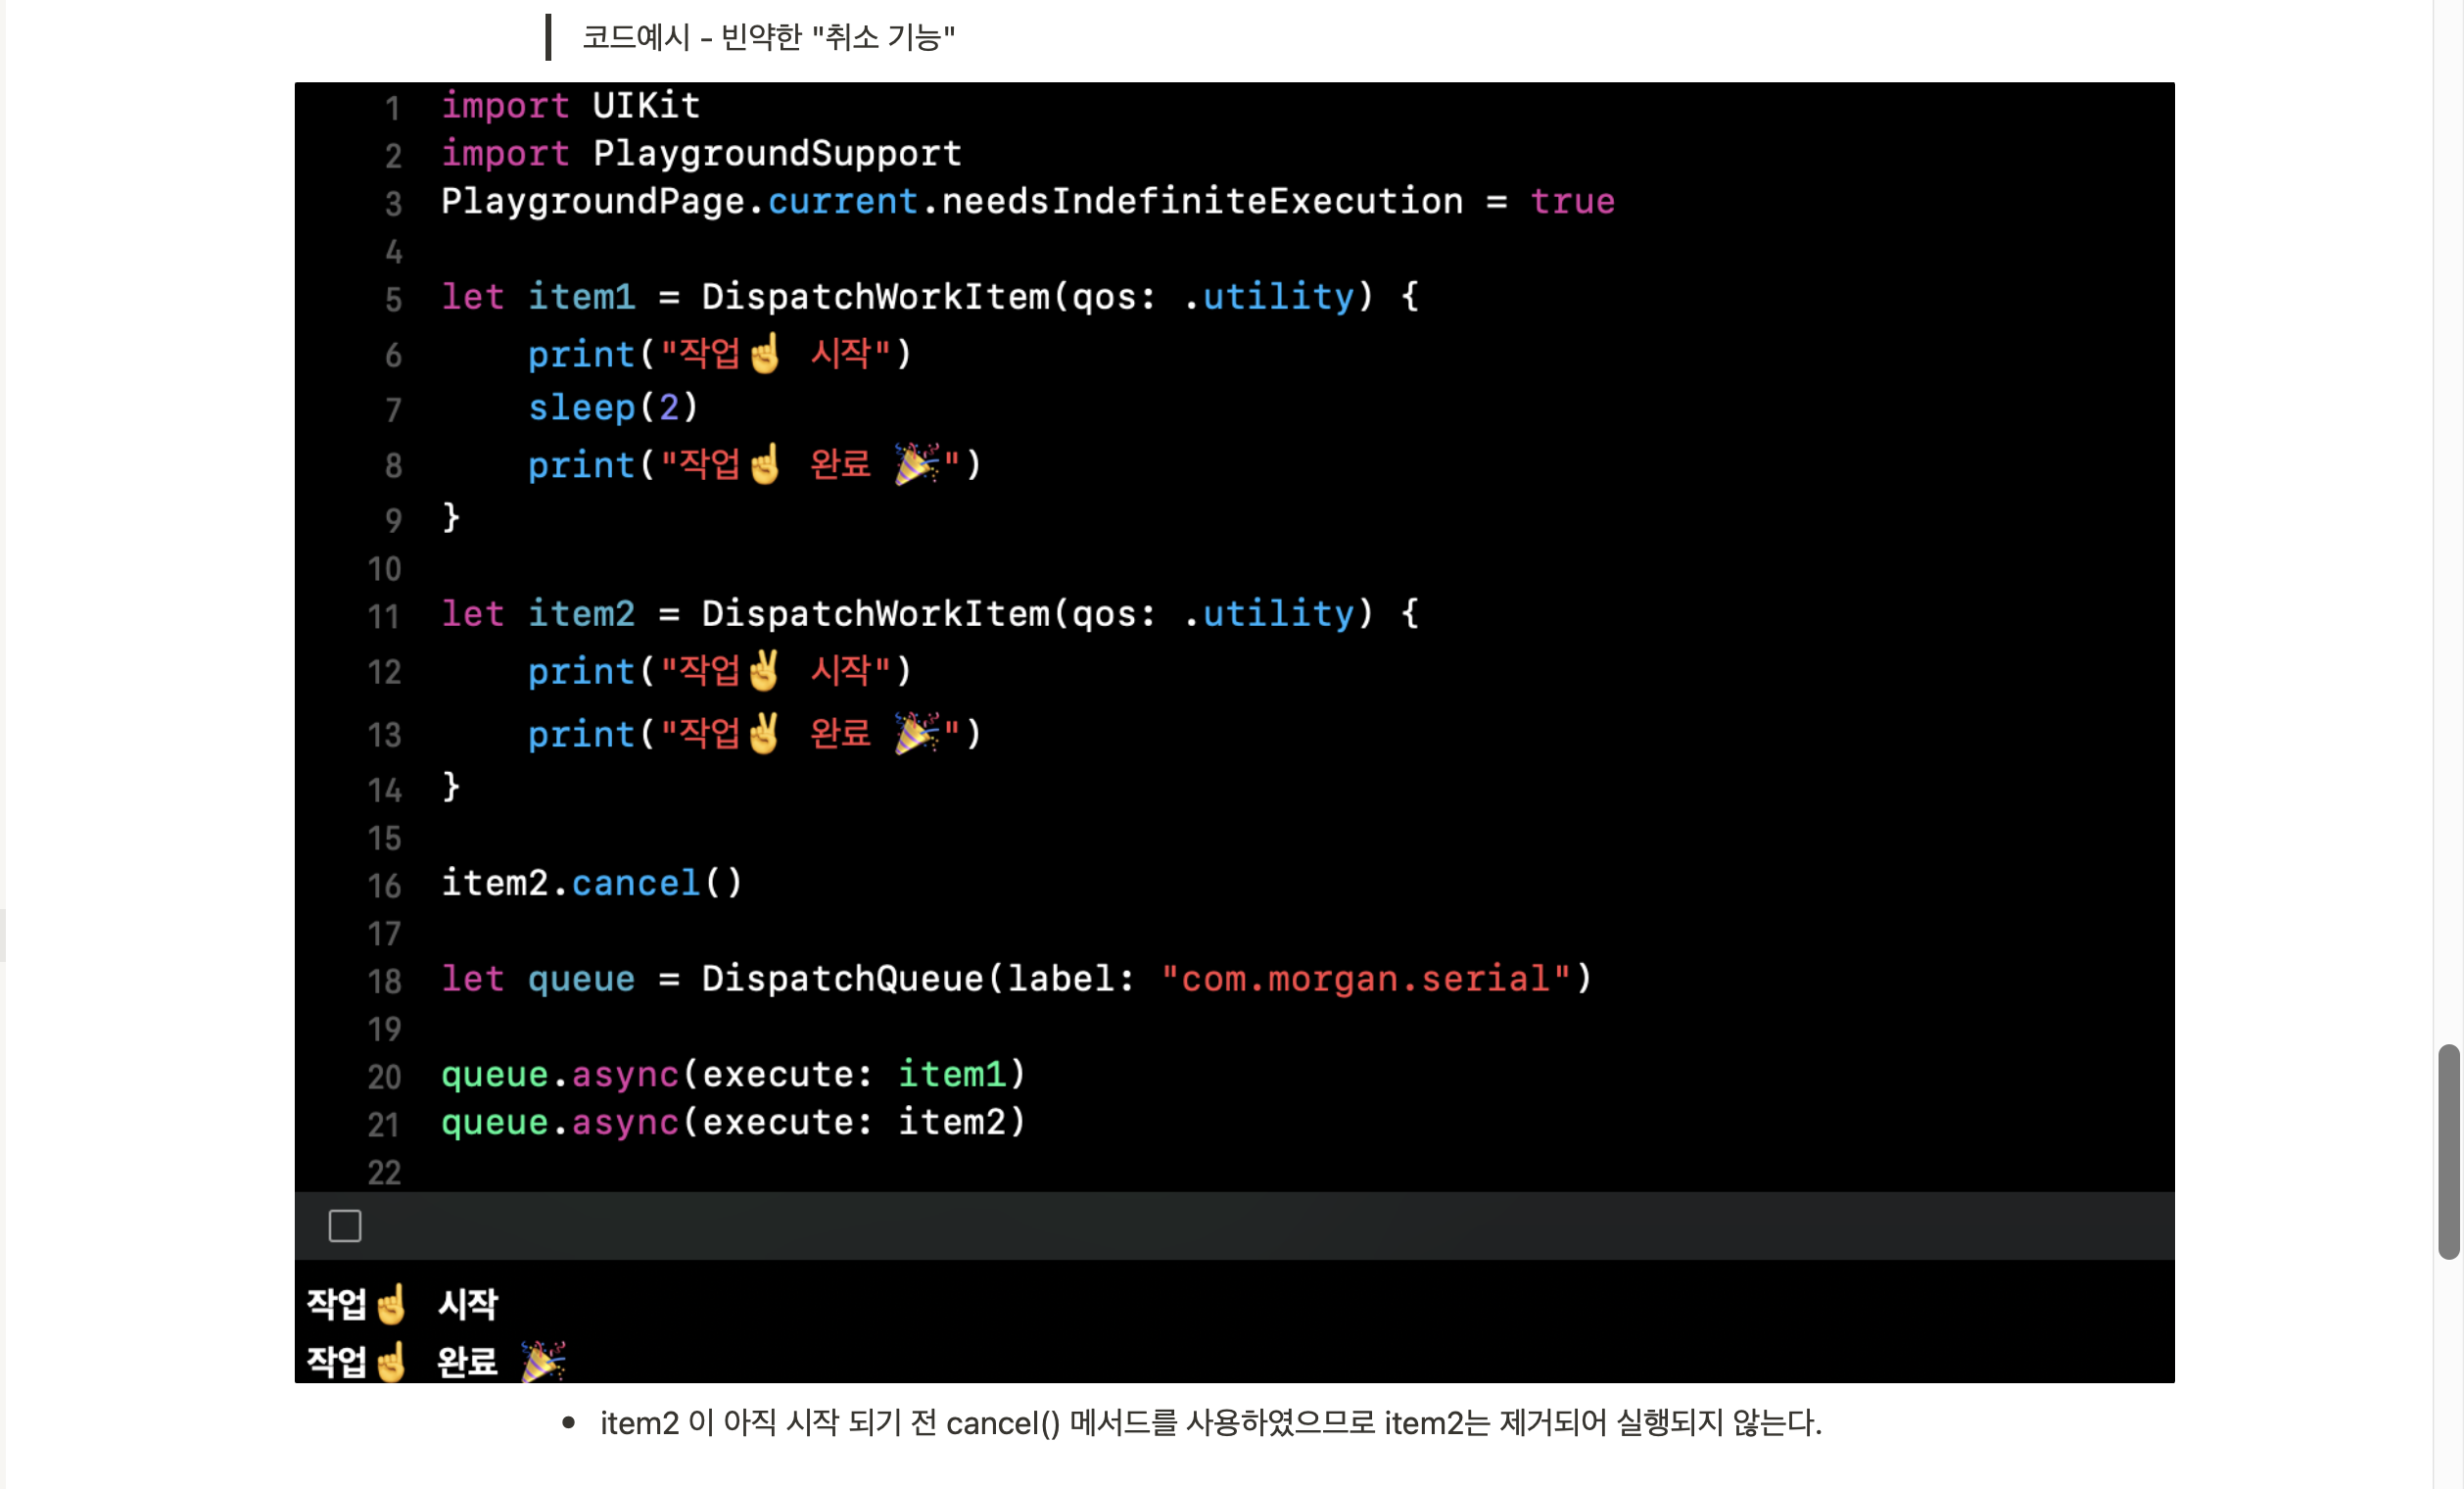 코드예시 - 빈약한 "취소 기능"
1 import UIKit
2 import PlaygroundSupport
3 PlaygroundPage.current.needsIndefiniteExecution = true
4
5 let item1 = DispatchWorkItem(qos: .utility) {
6     print("작업☝️ 시작")
7     sleep(2)
8     print("작업☝️ 완료 🎉")
9 }
10
11 let item2 = DispatchWorkItem(qos: .utility) {
12     print("작업✌️ 시작")
13     print("작업✌️ 완료 🎉")
14 }
15
16 item2.cancel()
17
18 let queue = DispatchQueue(label: "com.morgan.serial")
19
20 queue.async(execute: item1)
21 queue.async(execute: item2)
22
작업☝️ 시작
작업☝️ 완료 🎉
• item2 이 아직 시작 되기 전 cancel() 메서드를 사용하였으므로 item2는 제거되어 실행되지 않는다.